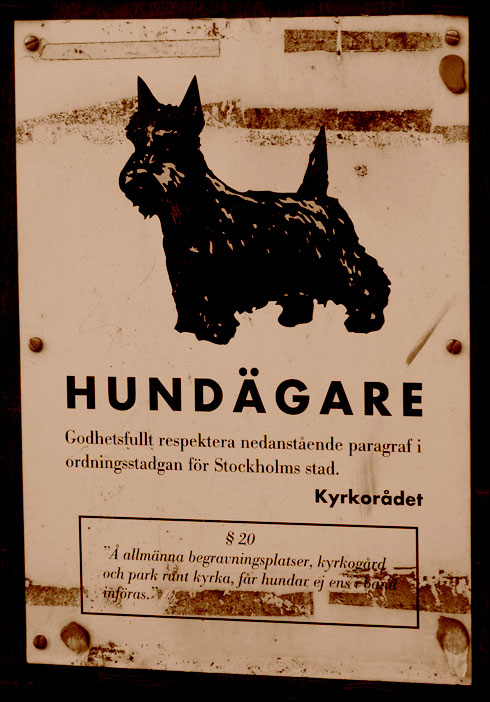 HUNDÄGARE
Godhetsfullt respektera nedanstående paragraf i
ordningsstadgan för Stockholms stad.
Kyrkorådet
§ 20
"Å allmänna begravningsplatser, kyrkogård
och park runt kyrka, får hundar ej ens i band
införas."